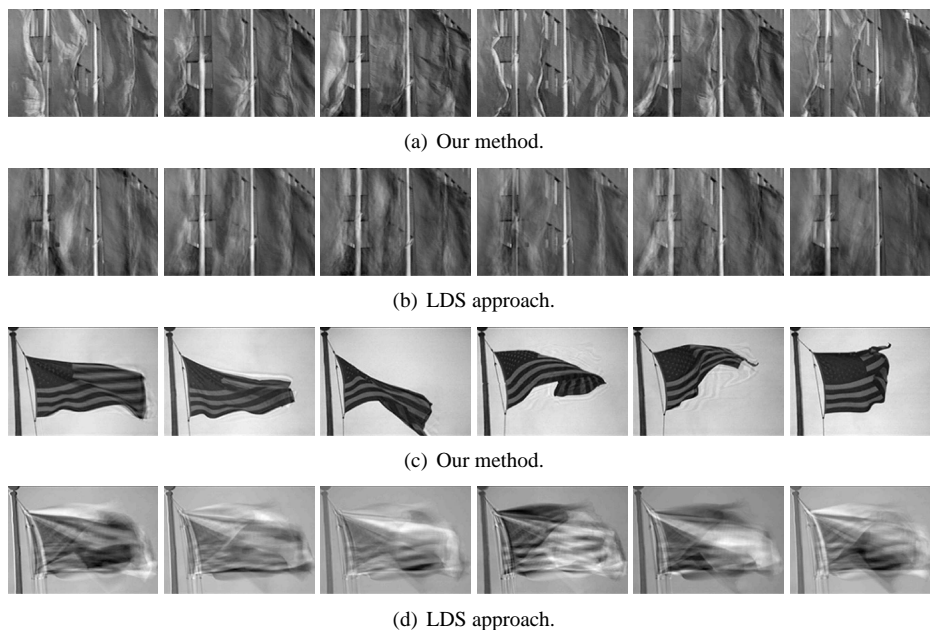 (a) Our method.
(b) LDS approach.
(c) Our method.
(d) LDS approach.